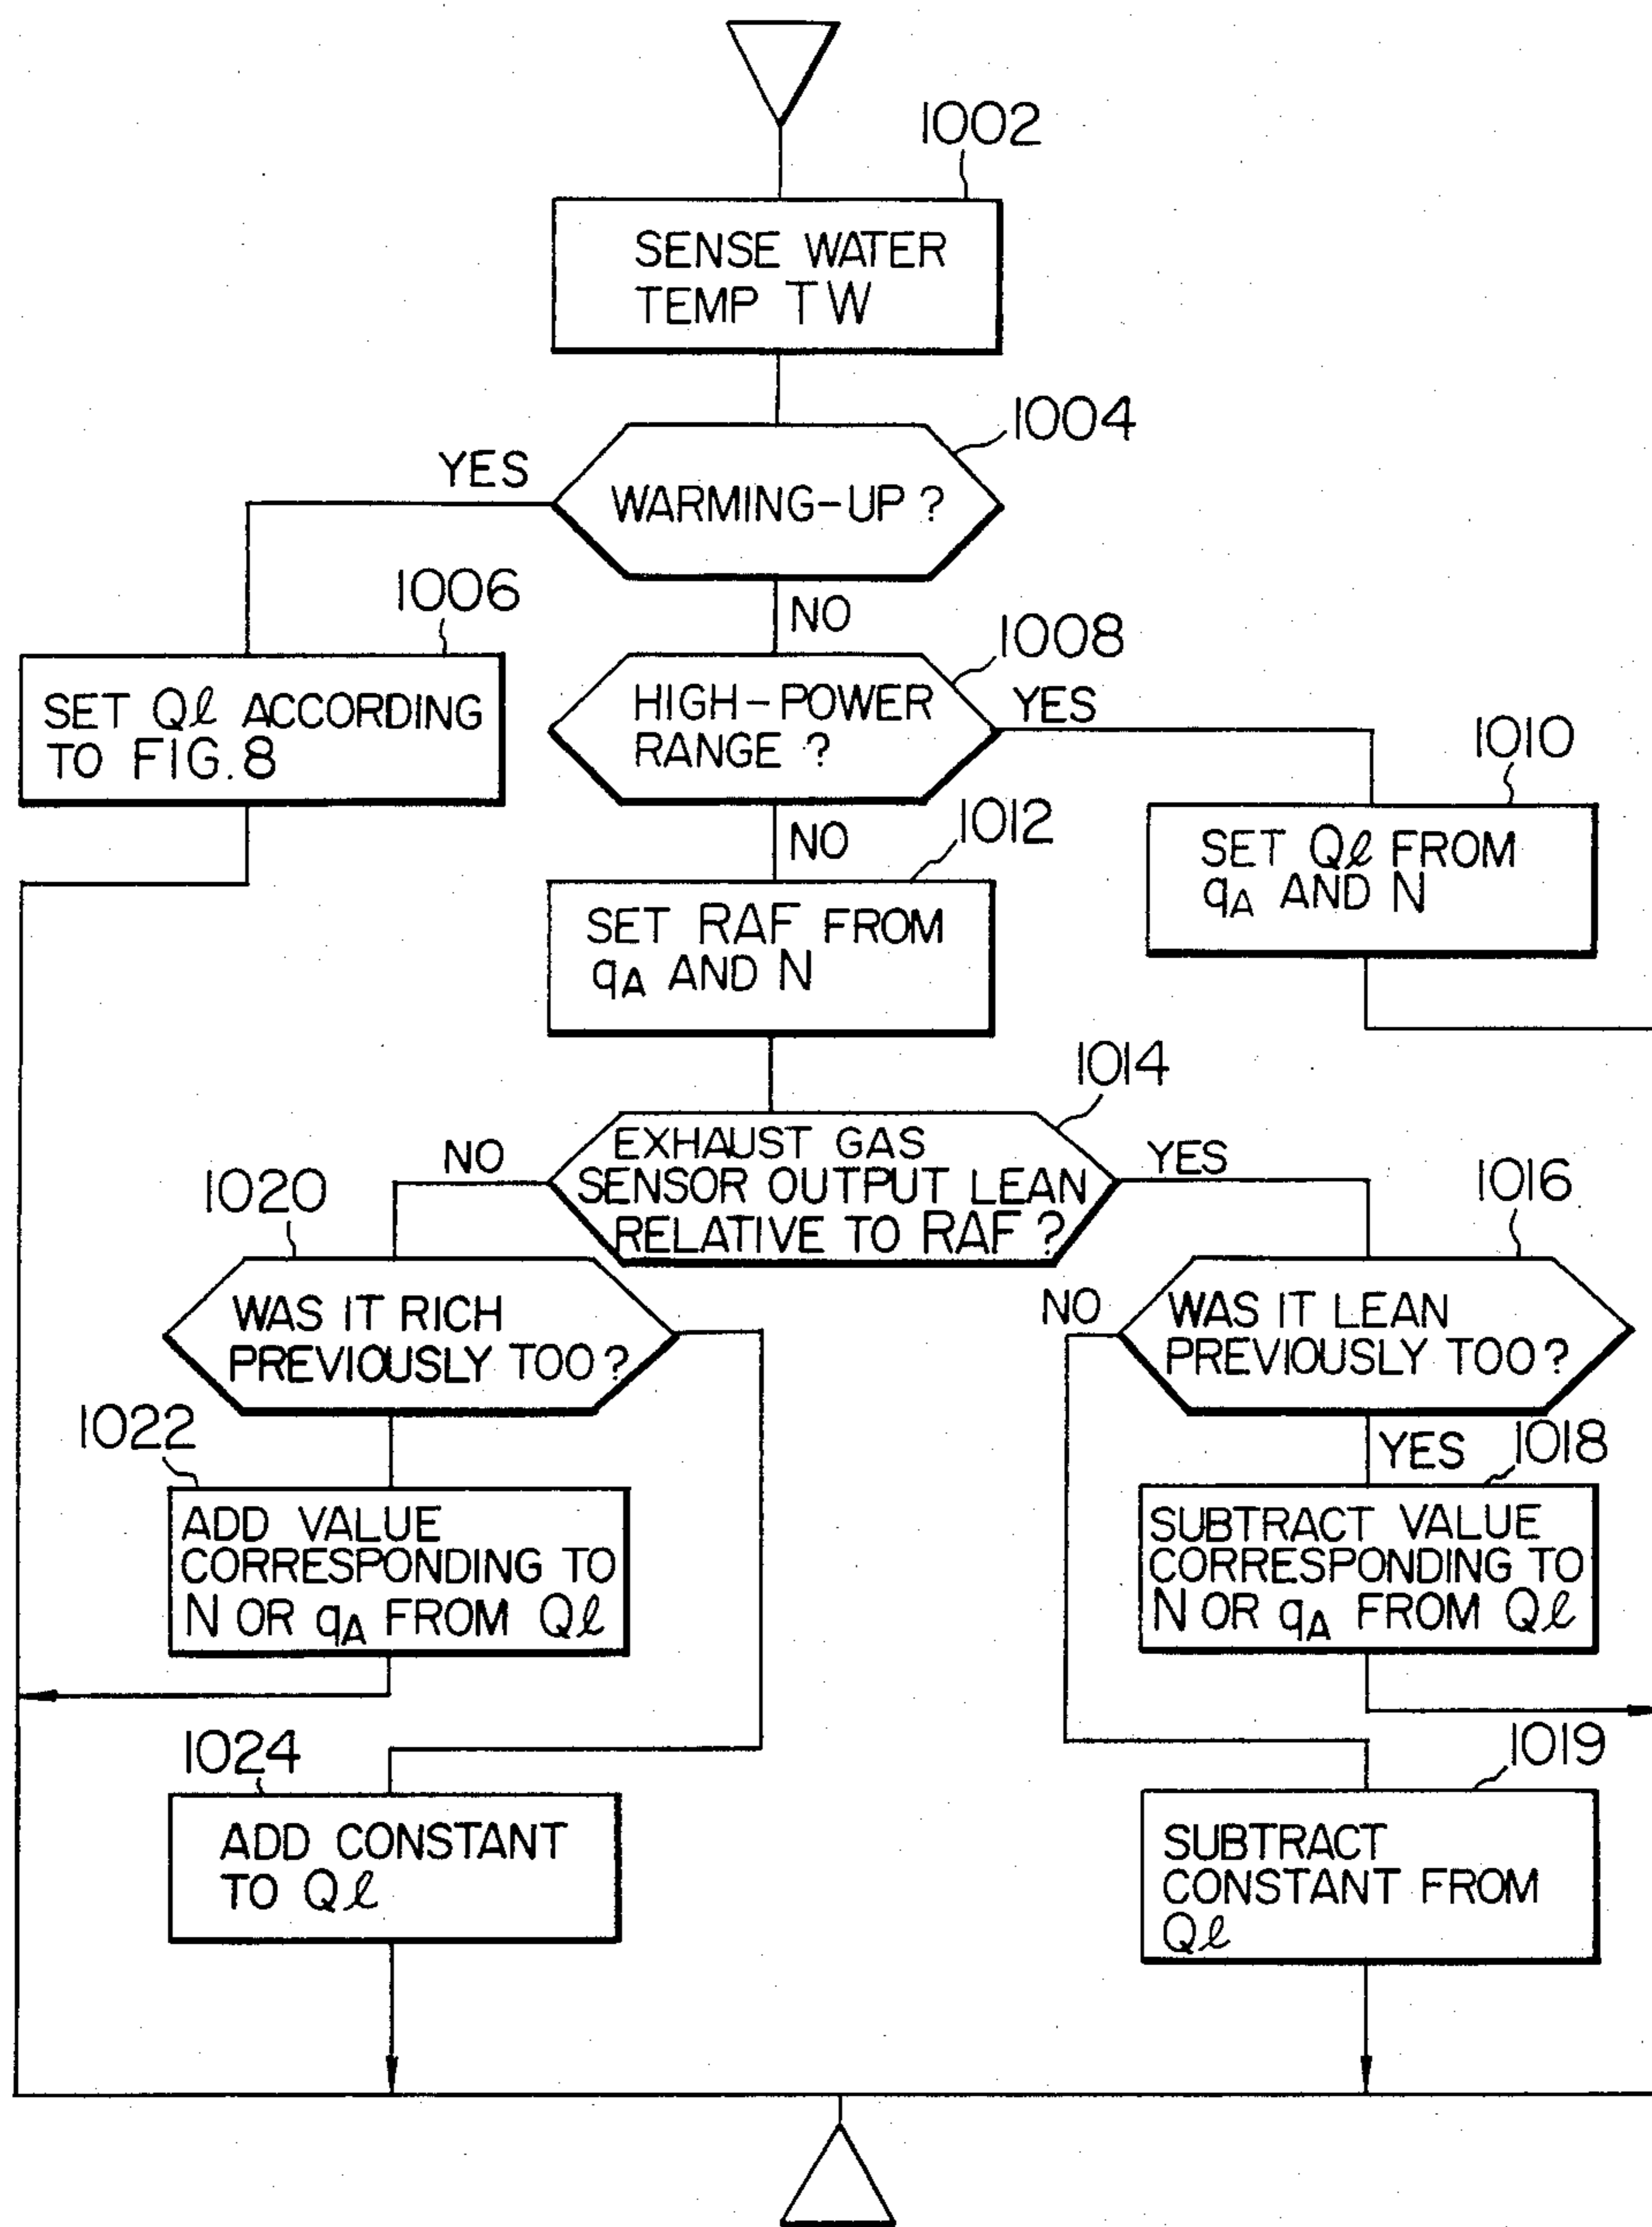 1002
SENSE WATER
TEMP TW
1004
YES
WARMING-UP ?
NO
1006
SET Qℓ ACCORDING
TO FIG.8
1008
HIGH-POWER
RANGE ?
YES
NO
1010
SET Qℓ FROM
qA AND N
1012
SET RAF FROM
qA AND N
1014
EXHAUST GAS
SENSOR OUTPUT LEAN
RELATIVE TO RAF ?
NO
YES
1020
WAS IT RICH
PREVIOUSLY TOO ?
1016
NO
WAS IT LEAN
PREVIOUSLY TOO ?
YES
1022
ADD VALUE
CORRESPONDING TO
N OR qA FROM Qℓ
1018
SUBTRACT VALUE
CORRESPONDING TO
N OR qA FROM Qℓ
1024
ADD CONSTANT
TO Qℓ
1019
SUBTRACT
CONSTANT FROM
Qℓ